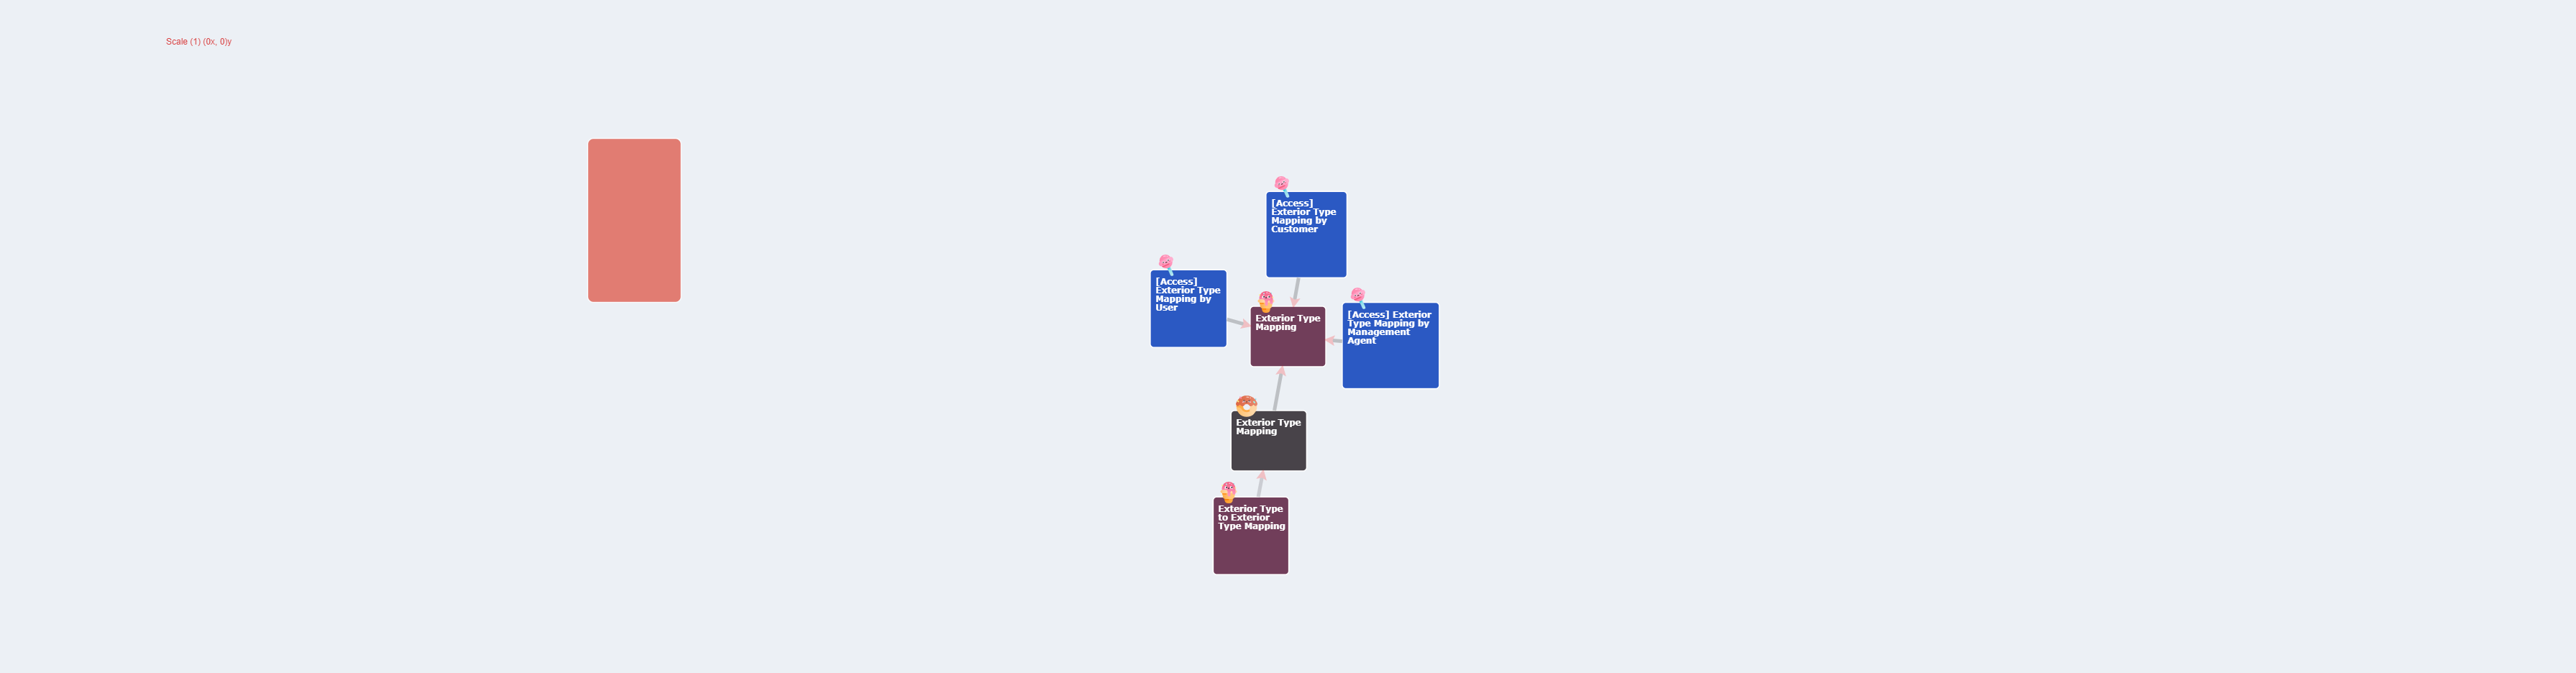 Scale (1) (0x, 0)y
[Access]
Exterior Type
Mapping by
Customer
[Access]
Exterior Type
Mapping by
User
Exterior Type
Mapping
[Access] Exterior
Type Mapping by
Management
Agent
Exterior Type
Mapping
Exterior Type
to Exterior
Type Mapping